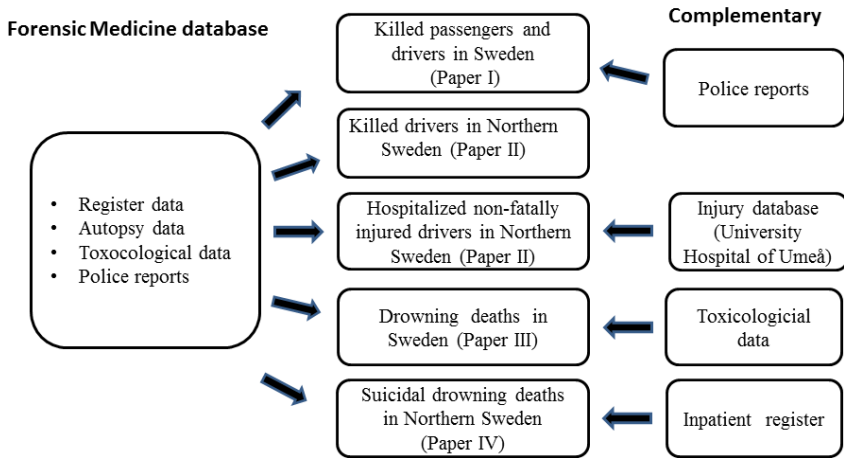 Forensic Medicine database
• Register data
• Autopsy data
• Toxocological data
• Police reports
Killed passengers and
drivers in Sweden
(Paper I)
Killed drivers in Northern
Sweden (Paper II)
Hospitalized non-fatally
injured drivers in Northern
Sweden (Paper II)
Drowning deaths in
Sweden (Paper III)
Suicidal drowning deaths
in Northern Sweden
(Paper IV)
Complementary
Police reports
Injury database
(University
Hospital of Umeå)
Toxicologicial
data
Inpatient register